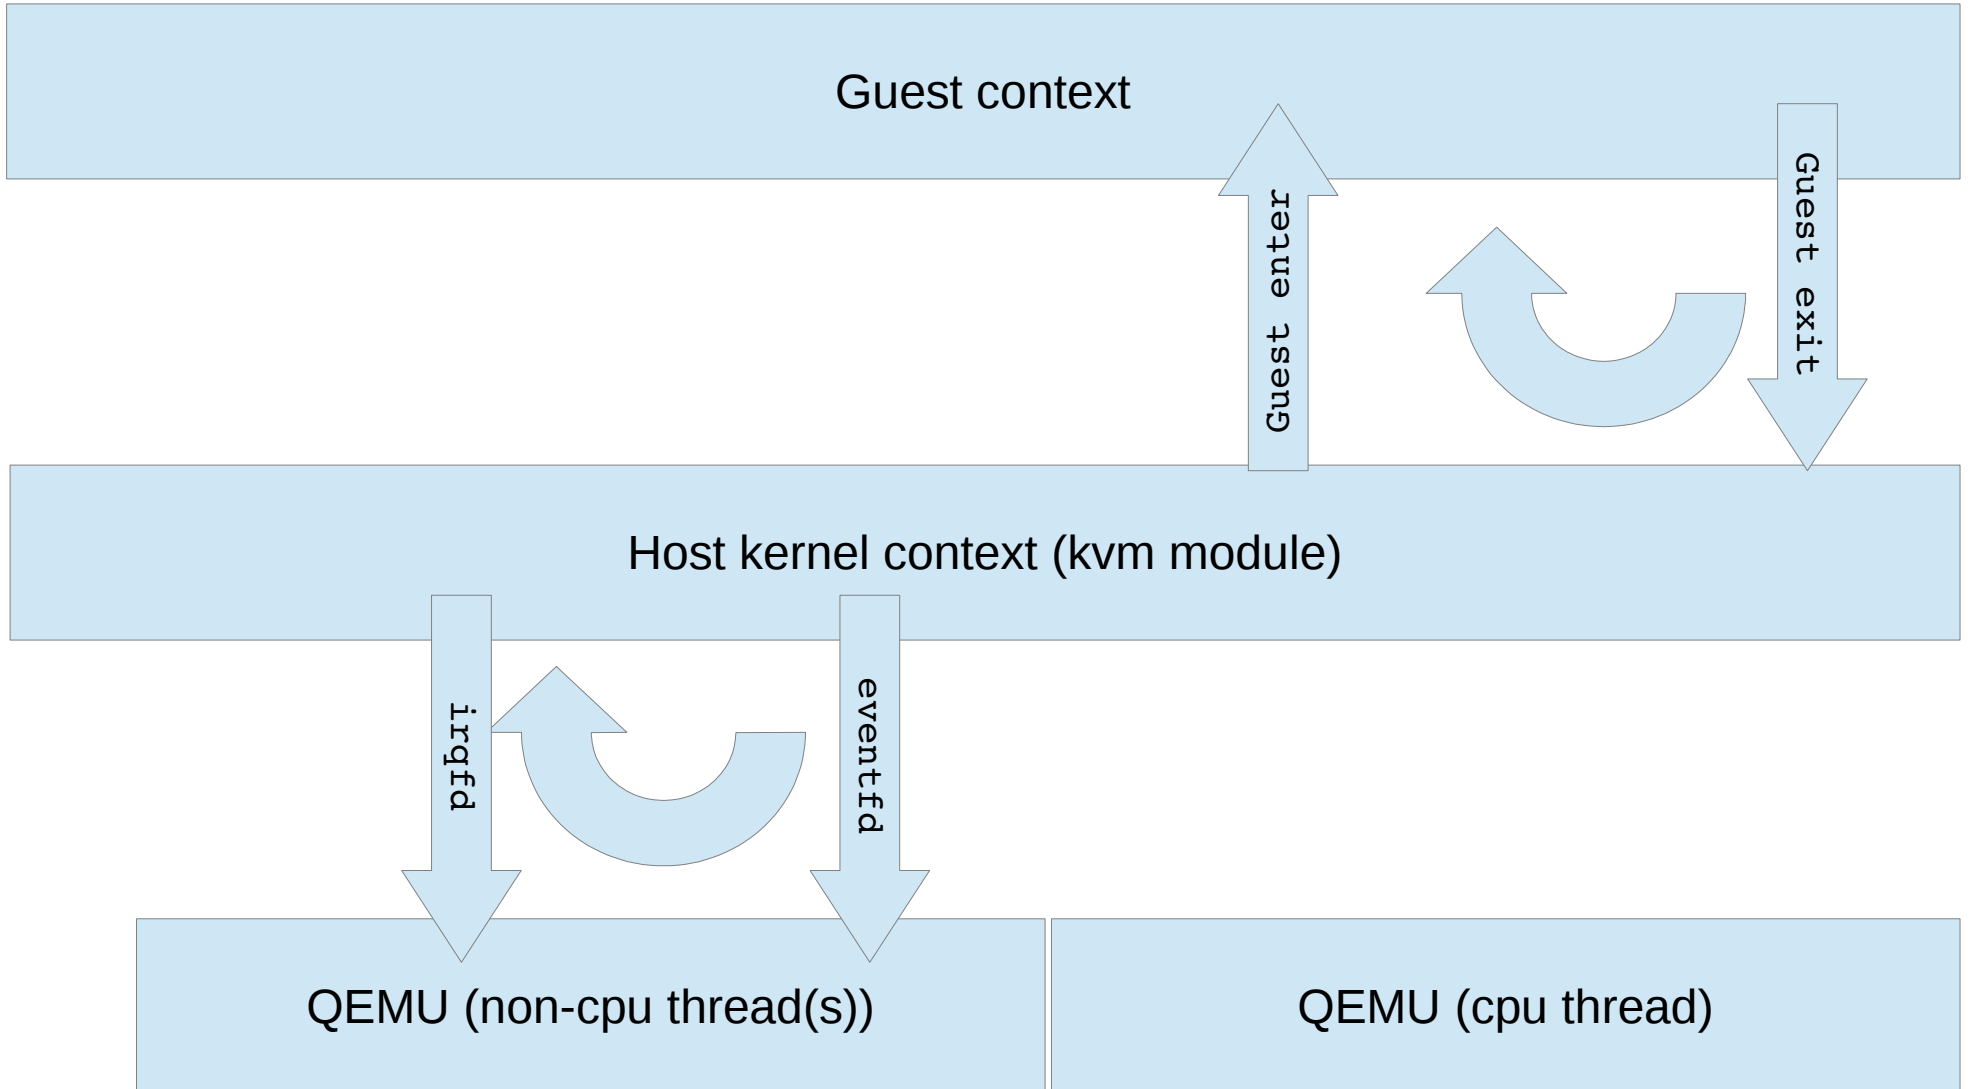 Guest context
Guest enter
Guest exit
Host kernel context (kvm module)
irqfd
eventfd
QEMU (non-cpu thread(s))
QEMU (cpu thread)